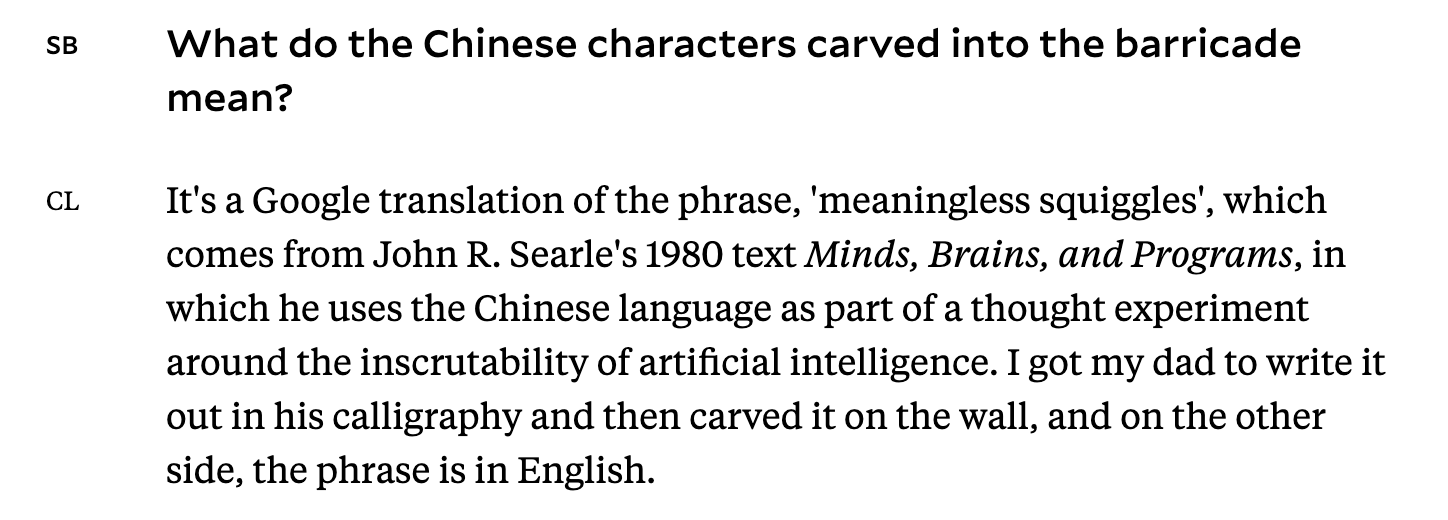 SB What do the Chinese characters carved into the barricade
mean?
CL It's a Google translation of the phrase, 'meaningless squiggles', which
comes from John R. Searle's 1980 text Minds, Brains, and Programs, in
which he uses the Chinese language as part of a thought experiment
around the inscrutability of artificial intelligence. I got my dad to write it
out in his calligraphy and then carved it on the wall, and on the other
side, the phrase is in English.